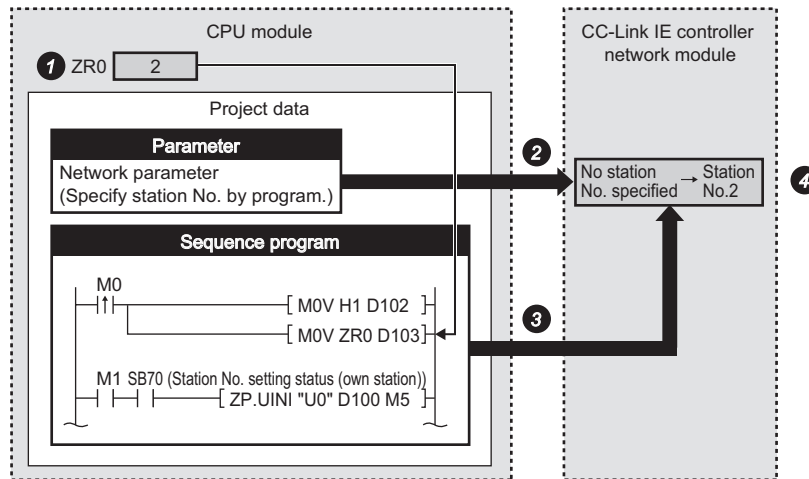 CPU module
CC-Link IE controller
network module
1 ZR0 2
Project data
Parameter
Network parameter
(Specify station No. by program.)
2
No station
No. specified → Station
No.2
4
Sequence program
M0
M0V H1 D102
M0V ZR0 D103
3
M1 SB70 (Station No. setting status (own station))
ZP.UINI "U0" D100 M5